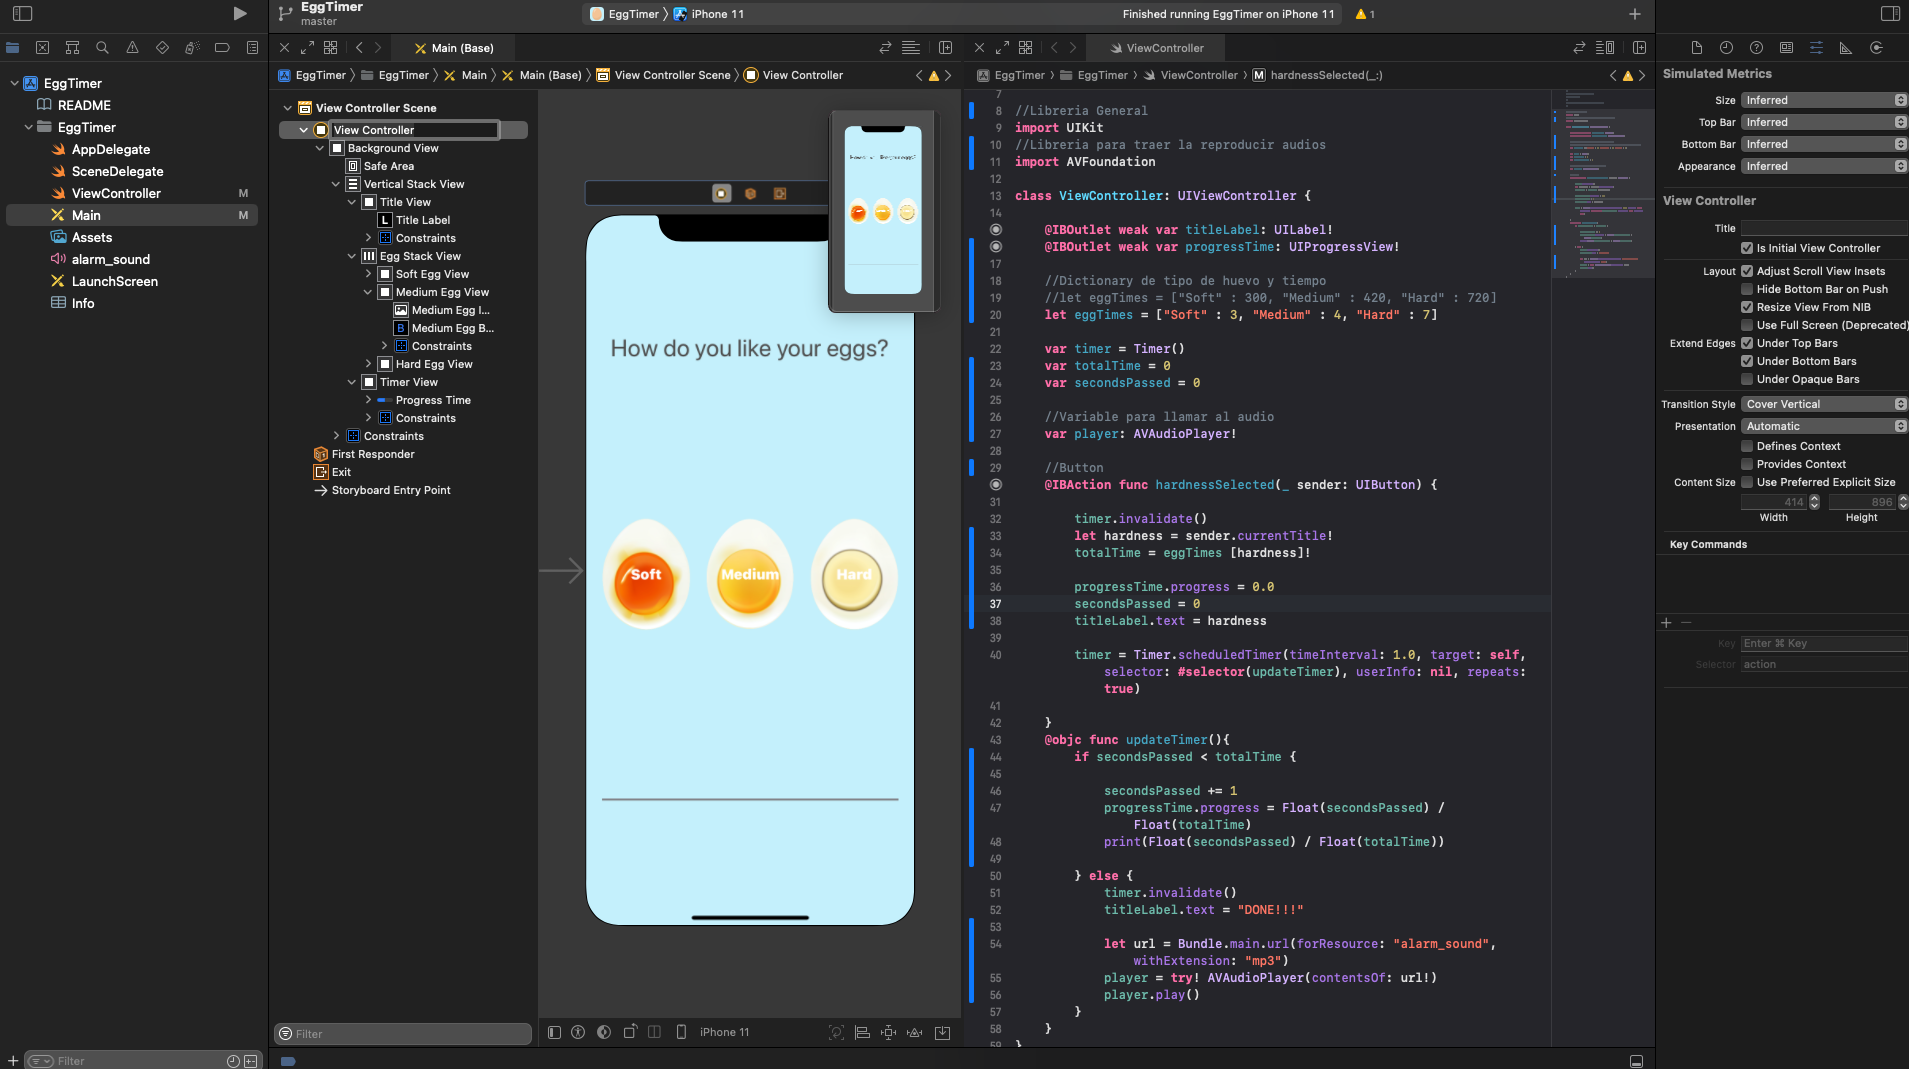 EggTimer
master
EggTimer
iPhone 11
Finished running EggTimer on iPhone 11
1
Main (Base)
ViewController
EggTimer
EggTimer
Main
Main (Base)
View Controller Scene
View Controller
EggTimer
EggTimer
ViewController
M
hardnessSelected(_:)
EggTimer
README
EggTimer
AppDelegate
SceneDelegate
ViewController
M
Main
M
Assets
alarm_sound
LaunchScreen
Info
Filter
View Controller Scene
View Controller
Background View
Safe Area
Vertical Stack View
Title View
L
Title Label
Constraints
Egg Stack View
Soft Egg View
Medium Egg View
Medium Egg I...
B
Medium Egg B...
Constraints
Hard Egg View
Timer View
Progress Time
Constraints
Constraints
First Responder
Exit
Storyboard Entry Point
Filter
How do you like your eggs?
Soft
Medium
Hard
iPhone 11
7
8 //Libreria General
9 import UIKit
10 //Libreria para traer la reproducir audios
11 import AVFoundation
12
13 class ViewController: UIViewController {
14
@IBOutlet weak var titleLabel: UILabel!
@IBOutlet weak var progressTime: UIProgressView!
17
18 //Dictionary de tipo de huevo y tiempo
19 //let eggTimes = ["Soft" : 300, "Medium" : 420, "Hard" : 720]
20 let eggTimes = ["Soft" : 3, "Medium" : 4, "Hard" : 7]
21
22 var timer = Timer()
23 var totalTime = 0
24 var secondsPassed = 0
25
26 //Variable para llamar al audio
27 var player: AVAudioPlayer!
28
29 //Button
@IBAction func hardnessSelected(_ sender: UIButton) {
31
32 timer.invalidate()
33 let hardness = sender.currentTitle!
34 totalTime = eggTimes [hardness]!
35
36 progressTime.progress = 0.0
37 secondsPassed = 0
38 titleLabel.text = hardness
39
40 timer = Timer.scheduledTimer(timeInterval: 1.0, target: self,
selector: #selector(updateTimer), userInfo: nil, repeats:
true)
41
42 }
43 @objc func updateTimer(){
44 if secondsPassed < totalTime {
45
46 secondsPassed += 1
47 progressTime.progress = Float(secondsPassed) /
Float(totalTime)
48 print(Float(secondsPassed) / Float(totalTime))
49
50 } else {
51 timer.invalidate()
52 titleLabel.text = "DONE!!!"
53
54 let url = Bundle.main.url(forResource: "alarm_sound",
withExtension: "mp3")
55 player = try! AVAudioPlayer(contentsOf: url!)
56 player.play()
57 }
58 }
59 }
Simulated Metrics
Size Inferred
Top Bar Inferred
Bottom Bar Inferred
Appearance Inferred
View Controller
Title
Is Initial View Controller
Layout Adjust Scroll View Insets
Hide Bottom Bar on Push
Resize View From NIB
Use Full Screen (Deprecated)
Extend Edges Under Top Bars
Under Bottom Bars
Under Opaque Bars
Transition Style Cover Vertical
Presentation Automatic
Defines Context
Provides Context
Content Size Use Preferred Explicit Size
414 896
Width Height
Key Commands
Key Enter ⌘ Key
Selector action